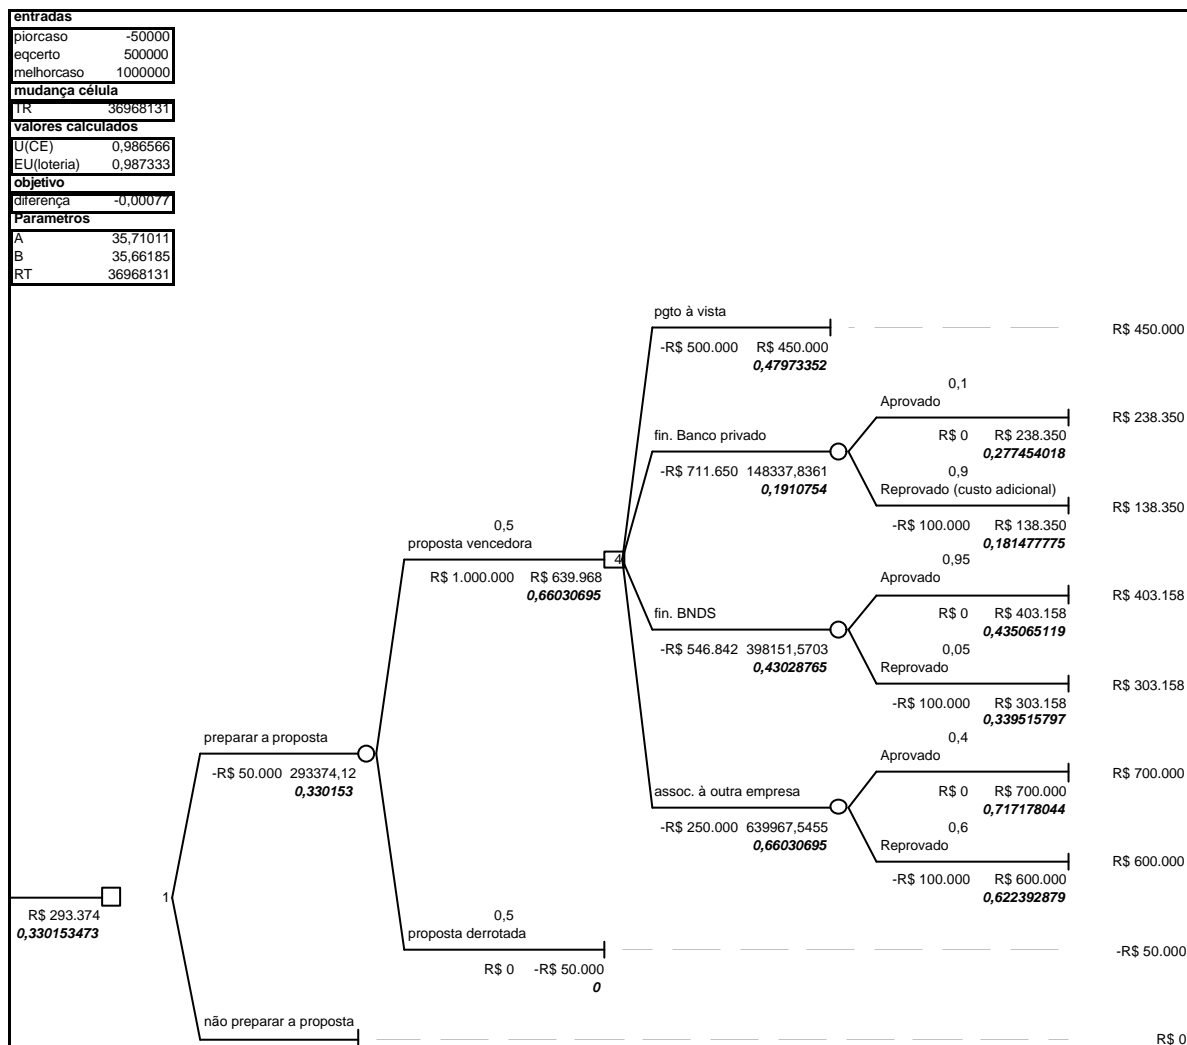 entradas
piorcaso -50000
eqcerto 500000
melhorcaso 1000000
mudança célula
TR 36968131
valores calculados
U(CE) 0,986566
EU(loteria) 0,987333
objetivo
diferença -0,00077
Parametros
A 35,71011
B 35,66185
RT 36968131
pgto à vista
R$ 450.000
-R$ 500.000 R$ 450.000
0,47973352
0,1
Aprovado
R$ 238.350
fin. Banco privado
R$ 0 R$ 238.350
0,277454018
-R$ 711.650 148337,8361
0,9
0,1910754
Reprovado (custo adicional)
R$ 138.350
0,5
-R$ 100.000 R$ 138.350
proposta vencedora
0,181477775
4
0,95
R$ 1.000.000 R$ 639.968
Aprovado
0,66030695
R$ 403.158
fin. BNDS
R$ 0 R$ 403.158
0,435065119
-R$ 546.842 398151,5703
0,05
0,43028765
Reprovado
R$ 303.158
-R$ 100.000 R$ 303.158
0,339515797
preparar a proposta
0,4
Aprovado
-R$ 50.000 293374,12
R$ 700.000
0,330153
assoc. à outra empresa
R$ 0 R$ 700.000
0,717178044
-R$ 250.000 639967,5455
0,6
0,66030695
Reprovado
R$ 600.000
-R$ 100.000 R$ 600.000
1
0,622392879
R$ 293.374
0,5
0,330153473
proposta derrotada
-R$ 50.000
R$ 0 -R$ 50.000
0
não preparar a proposta
R$ 0